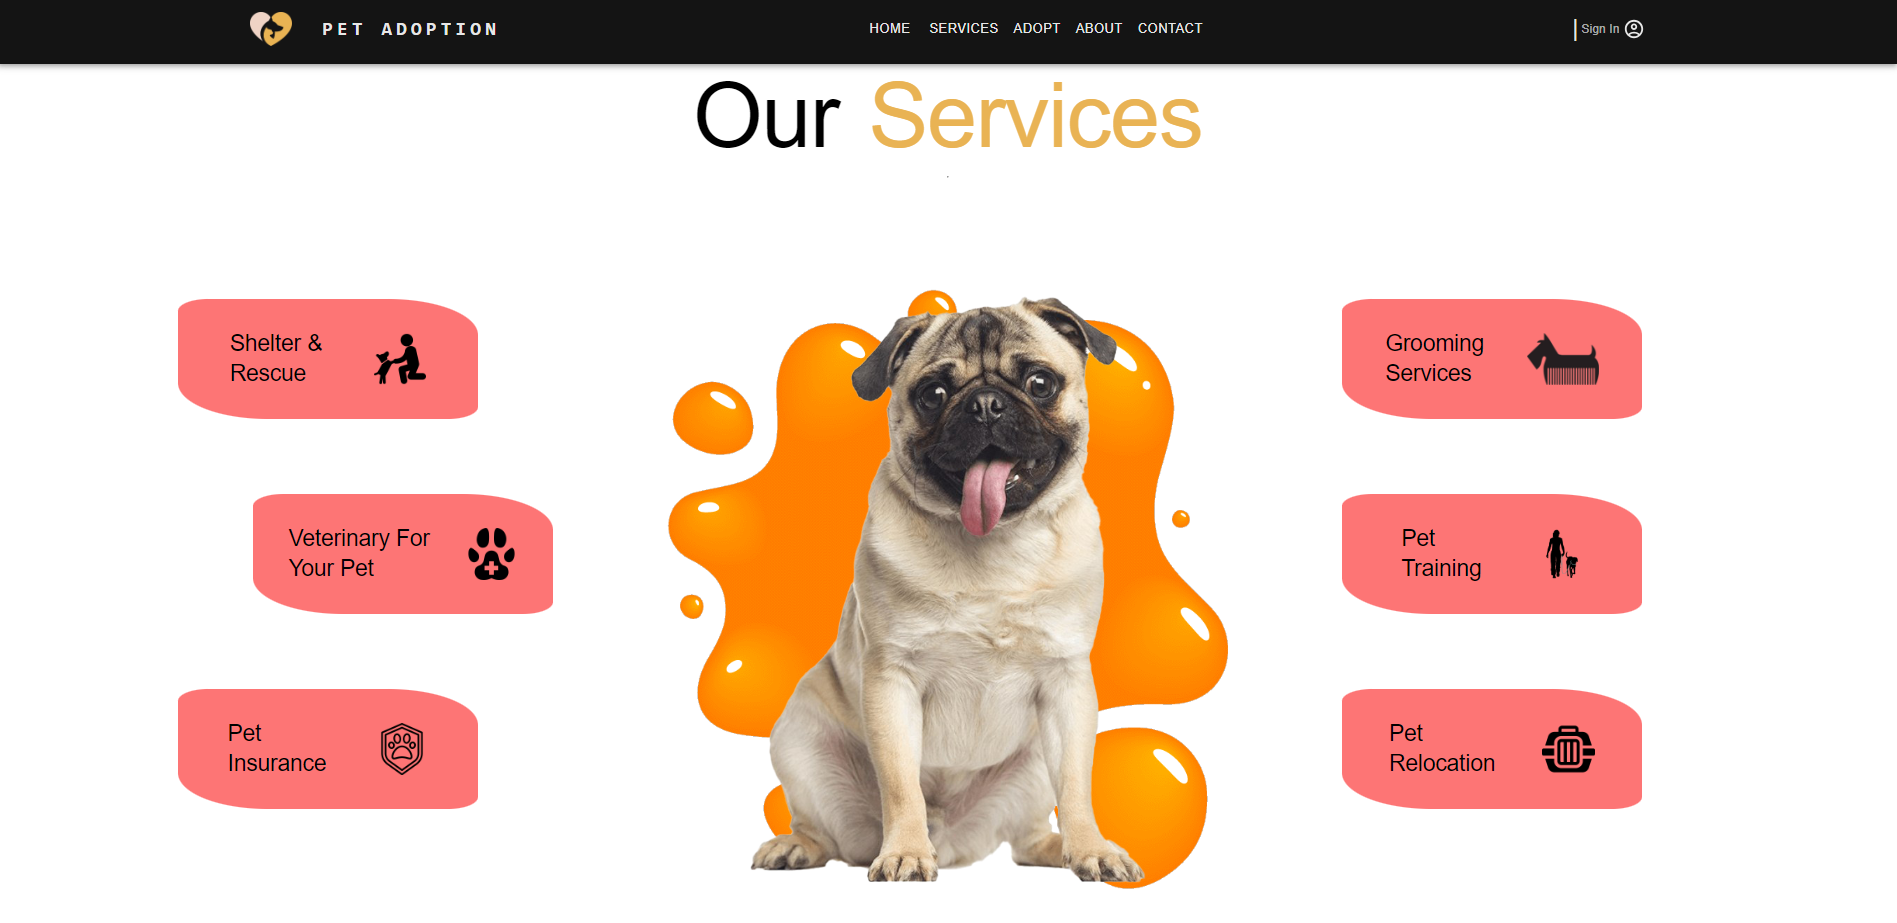 PET ADOPTION
HOME SERVICES ADOPT ABOUT CONTACT
Sign In
Our Services
Shelter &
Rescue
Veterinary For
Your Pet
Pet
Insurance
Grooming
Services
Pet
Training
Pet
Relocation